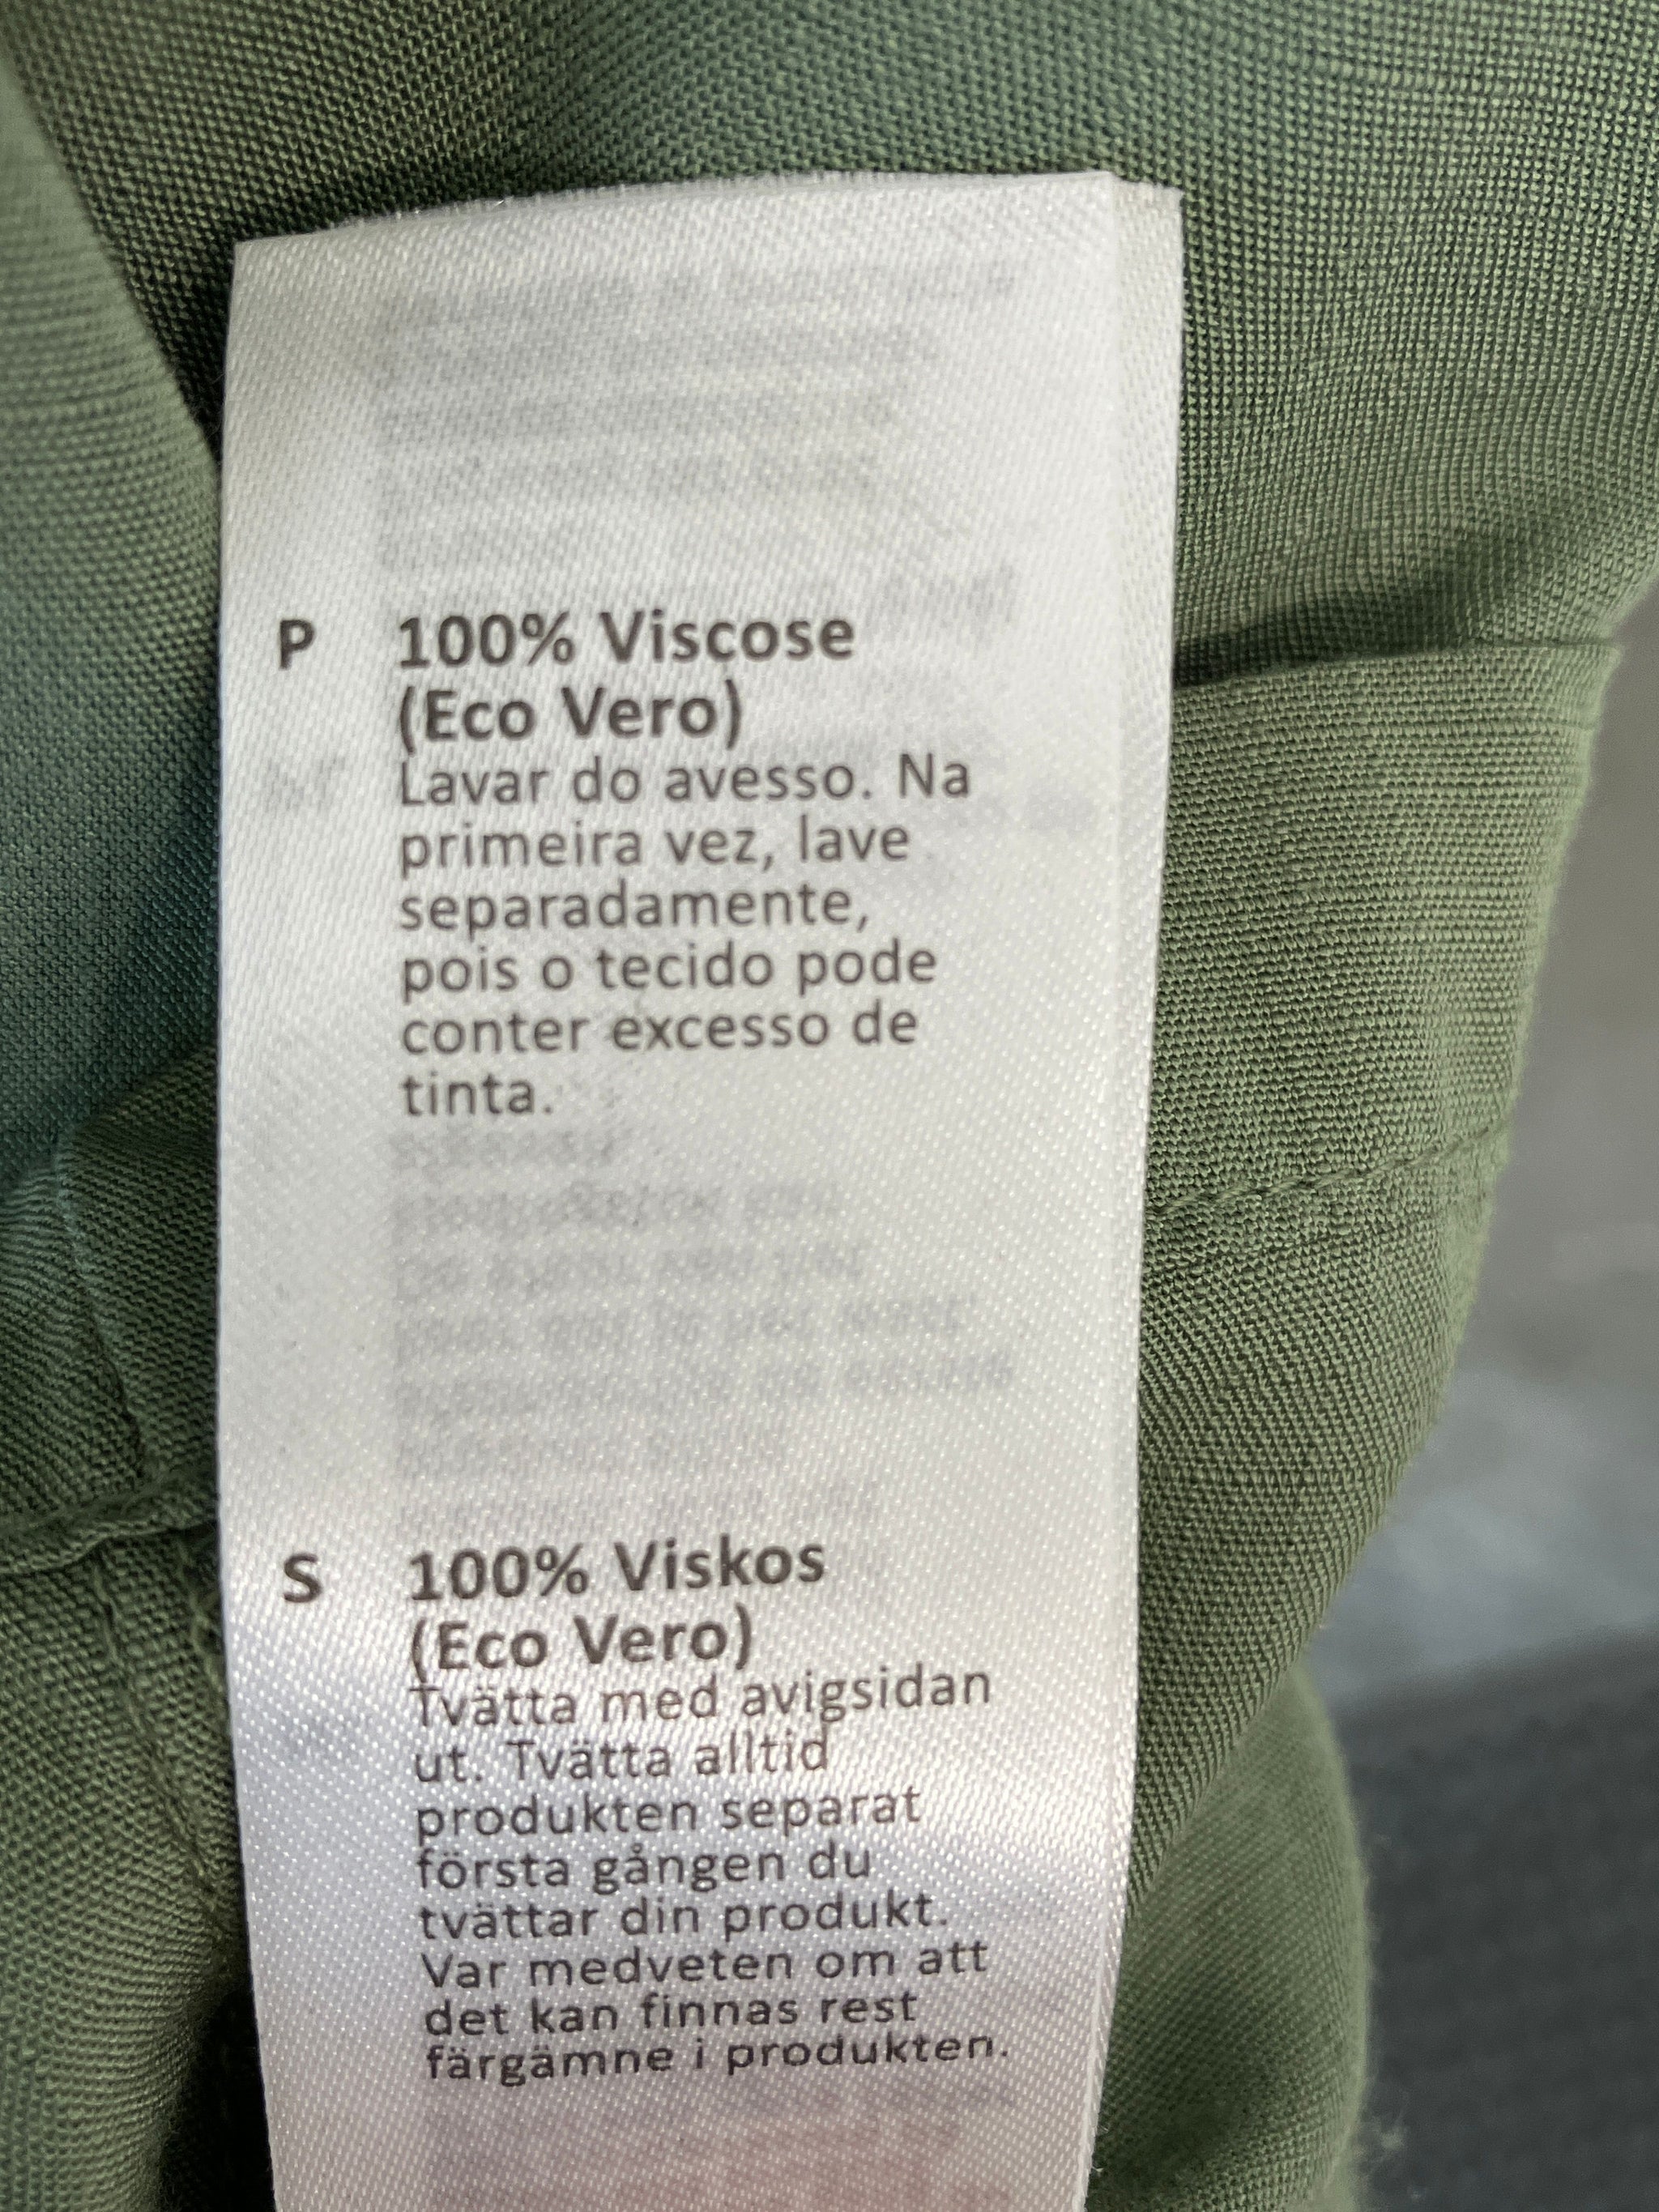 P 100% Viscose
(Eco Vero)
Lavar do avesso. Na
primeira vez, lave
separadamente,
pois o tecido pode
conter excesso de
tinta.
S 100% Viskos
(Eco Vero)
Tvätta med avigsidan
ut. Tvätta alltid
produkten separat
första gången du
tvättar din produkt.
Var medveten om att
det kan finnas rest
färgämne i produkten.